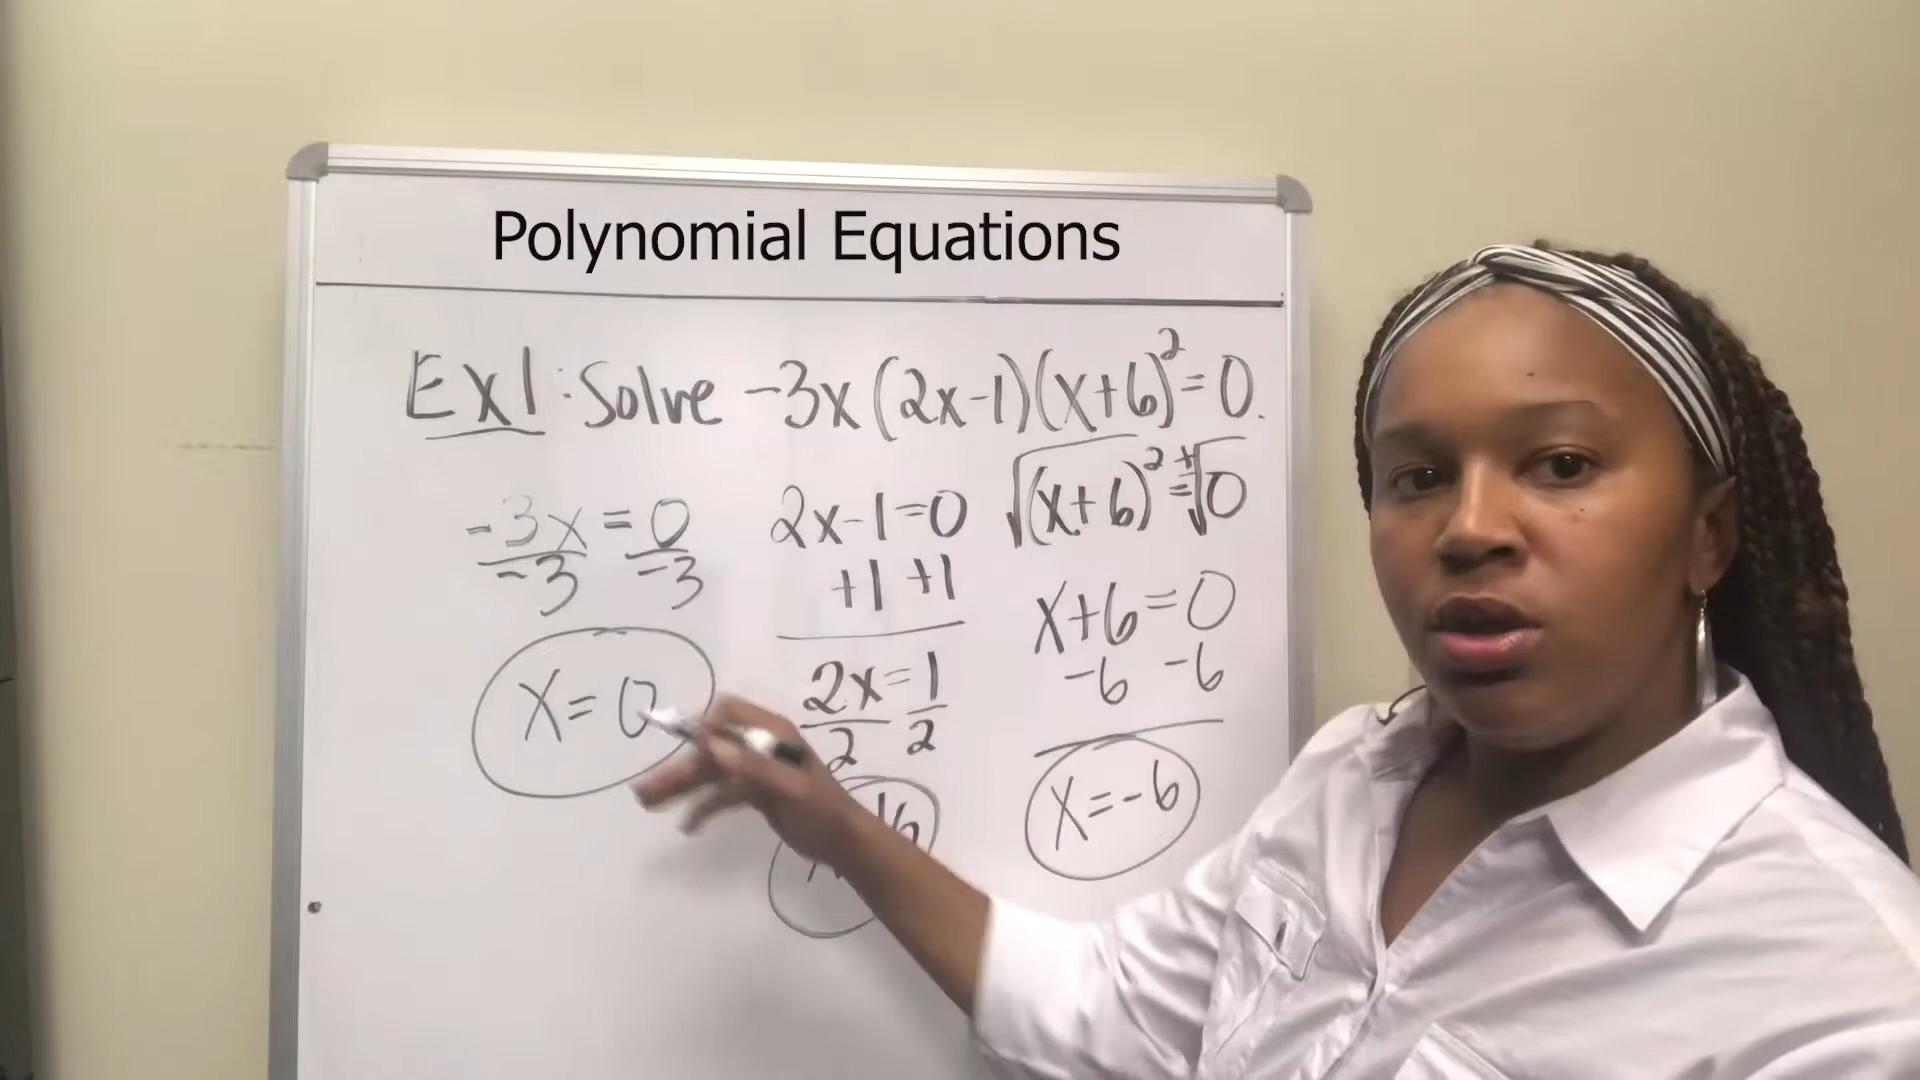 Polynomial Equations
Ex1: Solve -3x(2x-1)(x+6)²=0.
-3x=0
-3 -3
x=0
2x-1=0
+1 +1
2x=1
2 2
√(x+6)²=±√0
x+6=0
-6 -6
x=-6